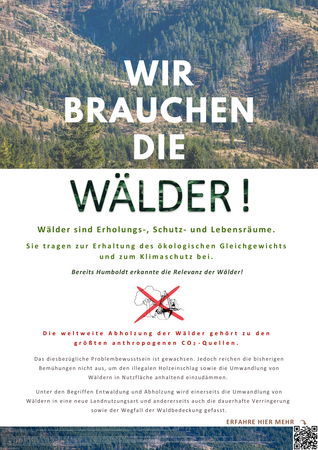 WIR
BRAUCHEN
DIE
WÄLDER!
Wälder sind Erholungs-, Schutz- und Lebensräume.
Sie tragen zur Erhaltung des ökologischen Gleichgewichts
und zum Klimaschutz bei.
Bereits Humboldt erkannte die Relevanz der Wälder!
Die weltweite Abholzung der Wälder gehört zu den
größten anthropogenen CO₂-Quellen.
Das diesbezügliche Problembewusstsein ist gewachsen. Jedoch reichen die bisherigen
Bemühungen nicht aus, um den illegalen Holzeinschlag sowie die Umwandlung von
Wäldern in Nutzfläche anhaltend einzudämmen.
Unter den Begriffen Entwaldung und Abholzung wird einerseits die Umwandlung von
Wäldern in eine neue Landnutzungsart und andererseits auch die dauerhafte Verringerung
sowie der Wegfall der Waldbedeckung gefasst.
ERFAHRE HIER MEHR